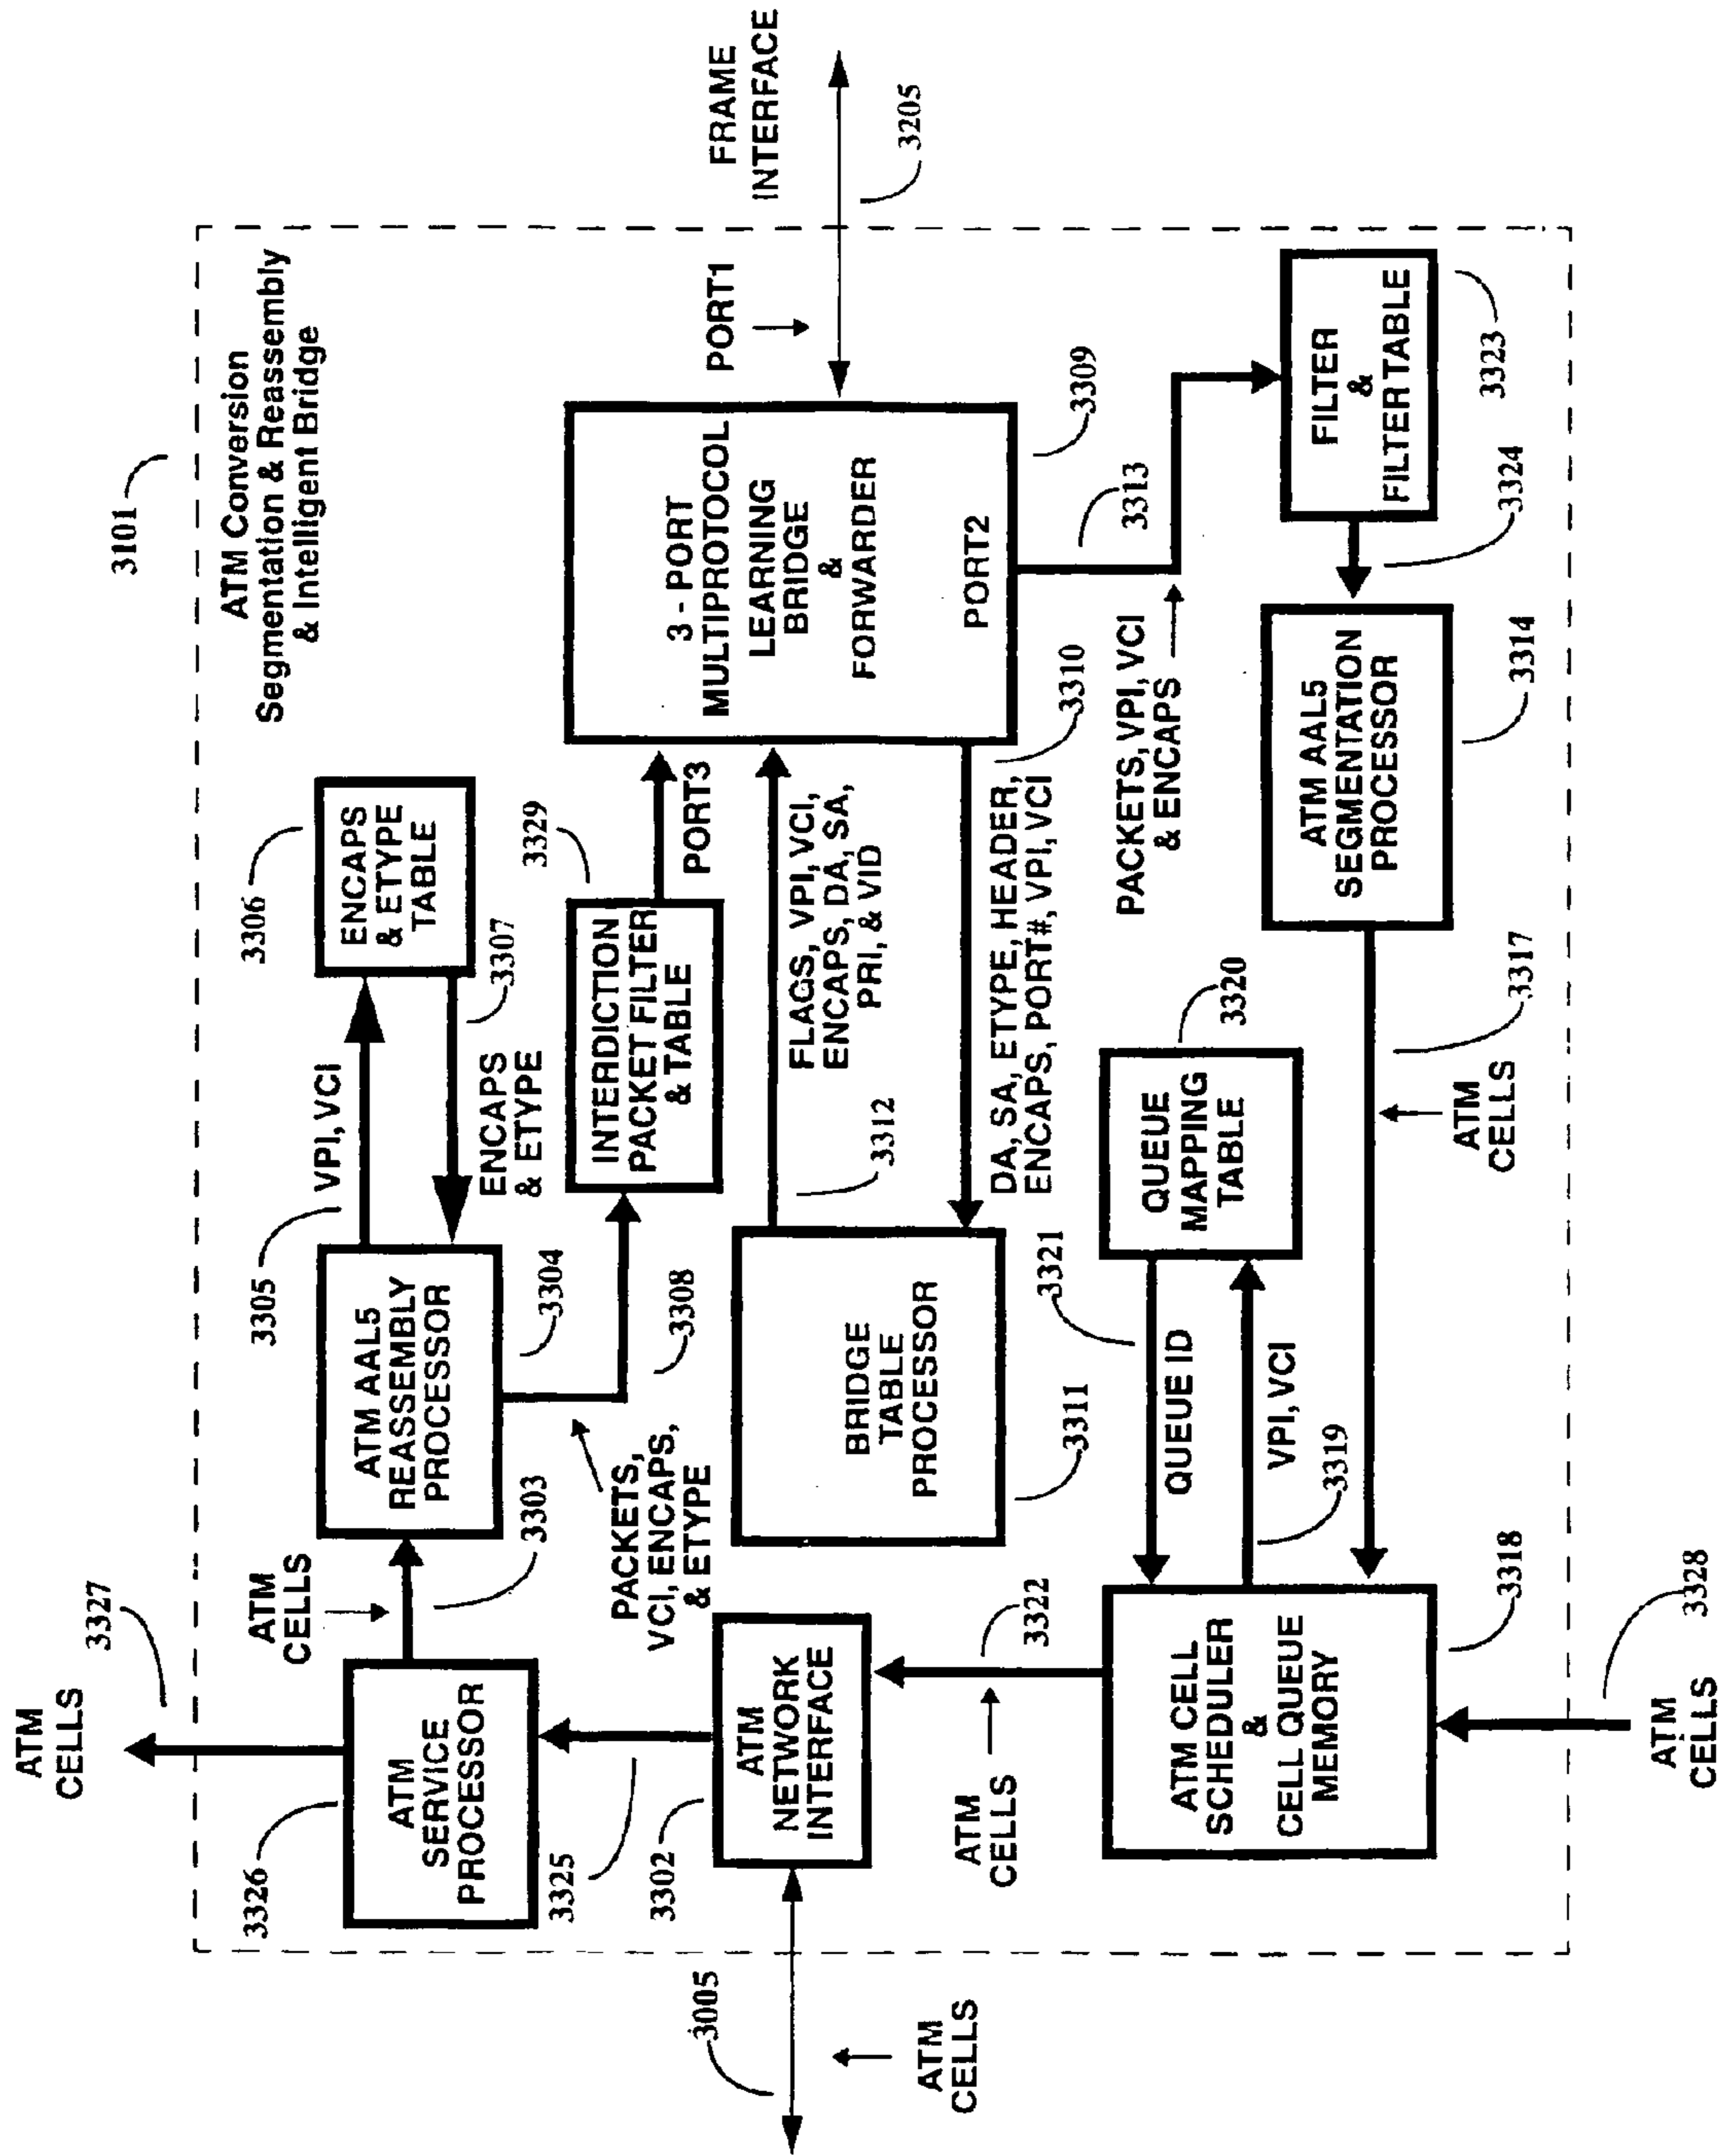 3101
ATM Conversion
Segmentation & Reassembly
& Intelligent Bridge
ATM
CELLS
3327
3326
ATM
SERVICE
PROCESSOR
ATM
CELLS
3303
3325
3305
VPI, VCI
ATM AAL5
REASSEMBLY
PROCESSOR
3304
3306
ENCAPS
& ETYPE
TABLE
3307
ENCAPS
& ETYPE
3308
PACKETS,
VCI, ENCAPS,
& ETYPE
3329
INTERDICTION
PACKET FILTER
& TABLE
PORT3
3-PORT
MULTIPROTOCOL
LEARNING
BRIDGE
&
FORWARDER
PORT2
3309
PORT1
FRAME
INTERFACE
3205
3005
ATM
CELLS
3302
ATM
NETWORK
INTERFACE
BRIDGE
TABLE
PROCESSOR
3311
3312
FLAGS, VPI, VCI,
ENCAPS, DA, SA,
PRI, & VID
3310
DA, SA, ETYPE, HEADER,
ENCAPS, PORT#, VPI, VCI
3313
PACKETS, VPI, VCI
& ENCAPS
FILTER
&
FILTER TABLE
3323
3324
ATM AAL5
SEGMENTATION
PROCESSOR
3314
3317
ATM
CELLS
3322
ATM
CELLS
3321
QUEUE ID
QUEUE
MAPPING
TABLE
3320
VPI, VCI
3319
ATM CELL
SCHEDULER
&
CELL QUEUE
MEMORY
3318
3328
ATM
CELLS